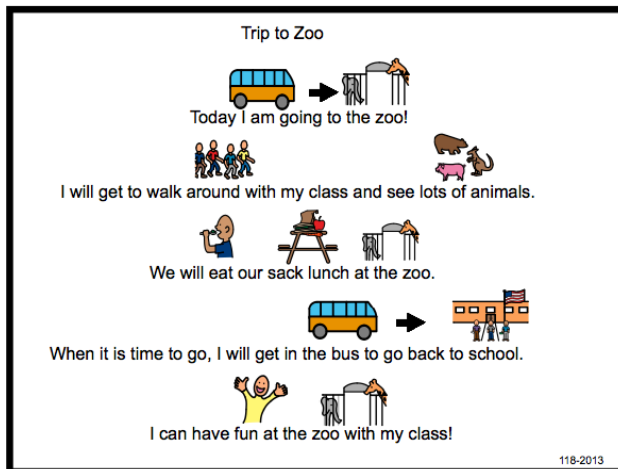 Trip to Zoo
Today I am going to the zoo!
I will get to walk around with my class and see lots of animals.
We will eat our sack lunch at the zoo.
When it is time to go, I will get in the bus to go back to school.
I can have fun at the zoo with my class!
118-2013